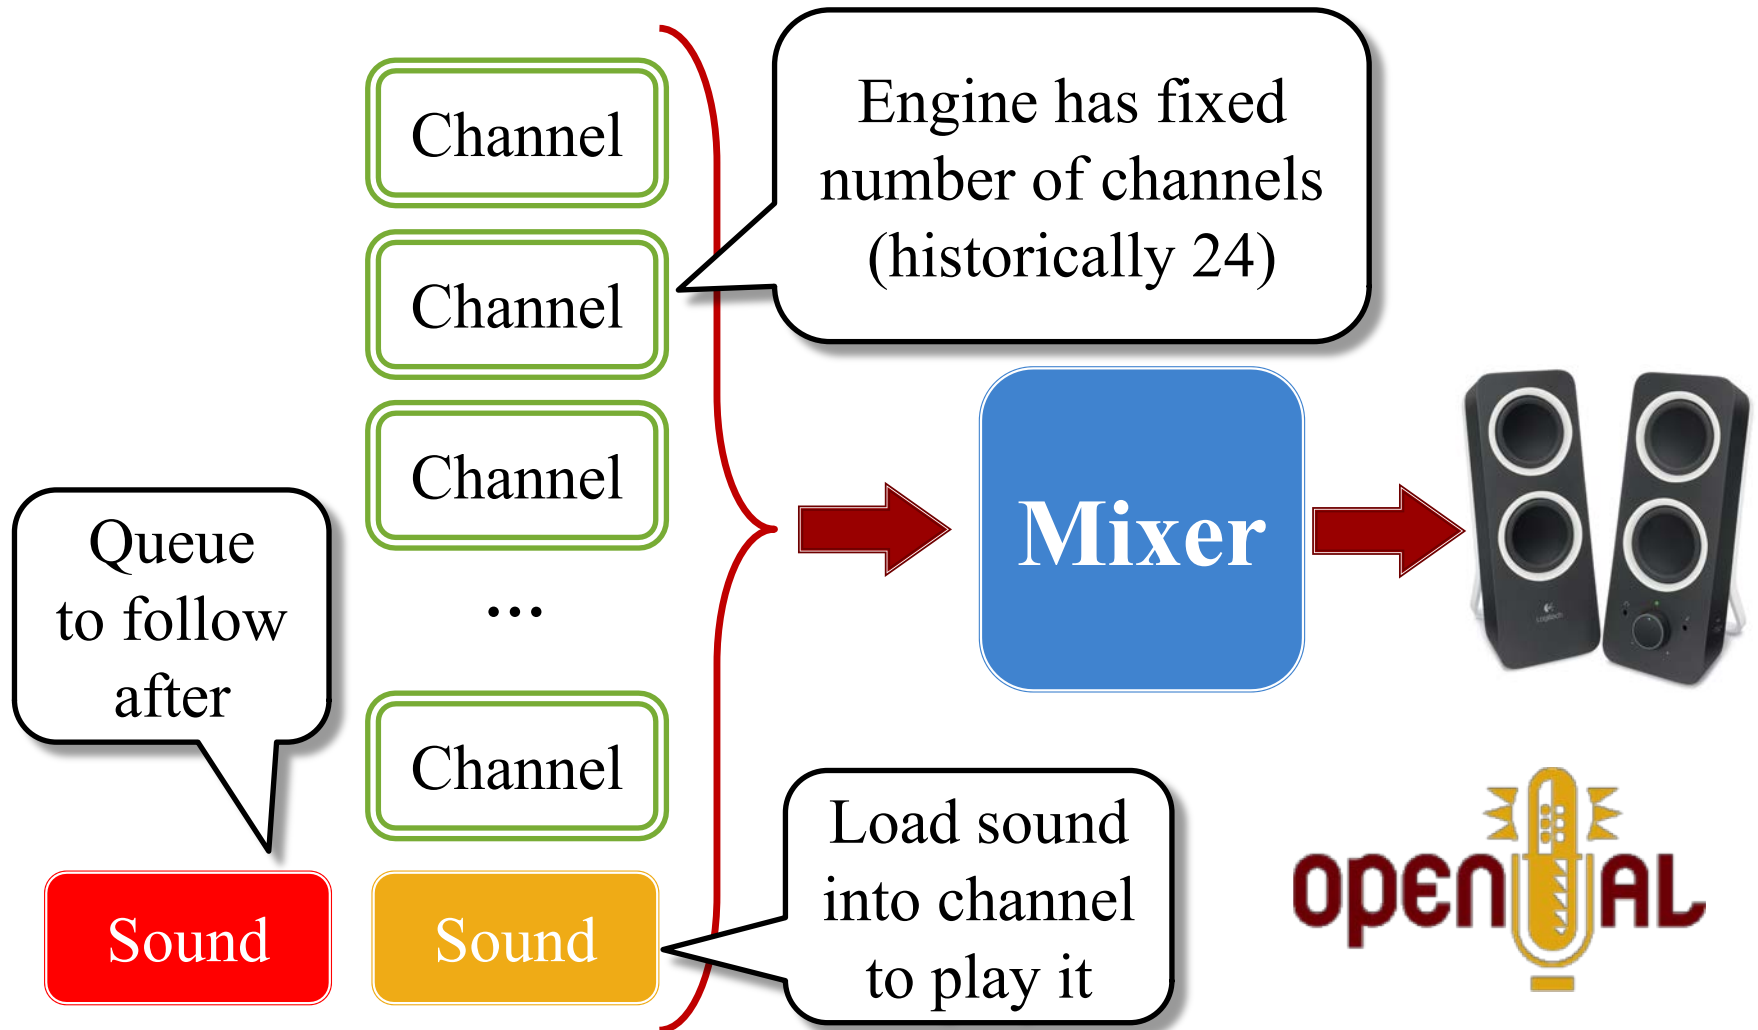 Channel
Engine has fixed
number of channels
(historically 24)
Channel
Channel
Mixer
Queue
to follow
after
...
Logitech
Channel
Load sound
into channel
to play it
Sound
Sound
OPENAL